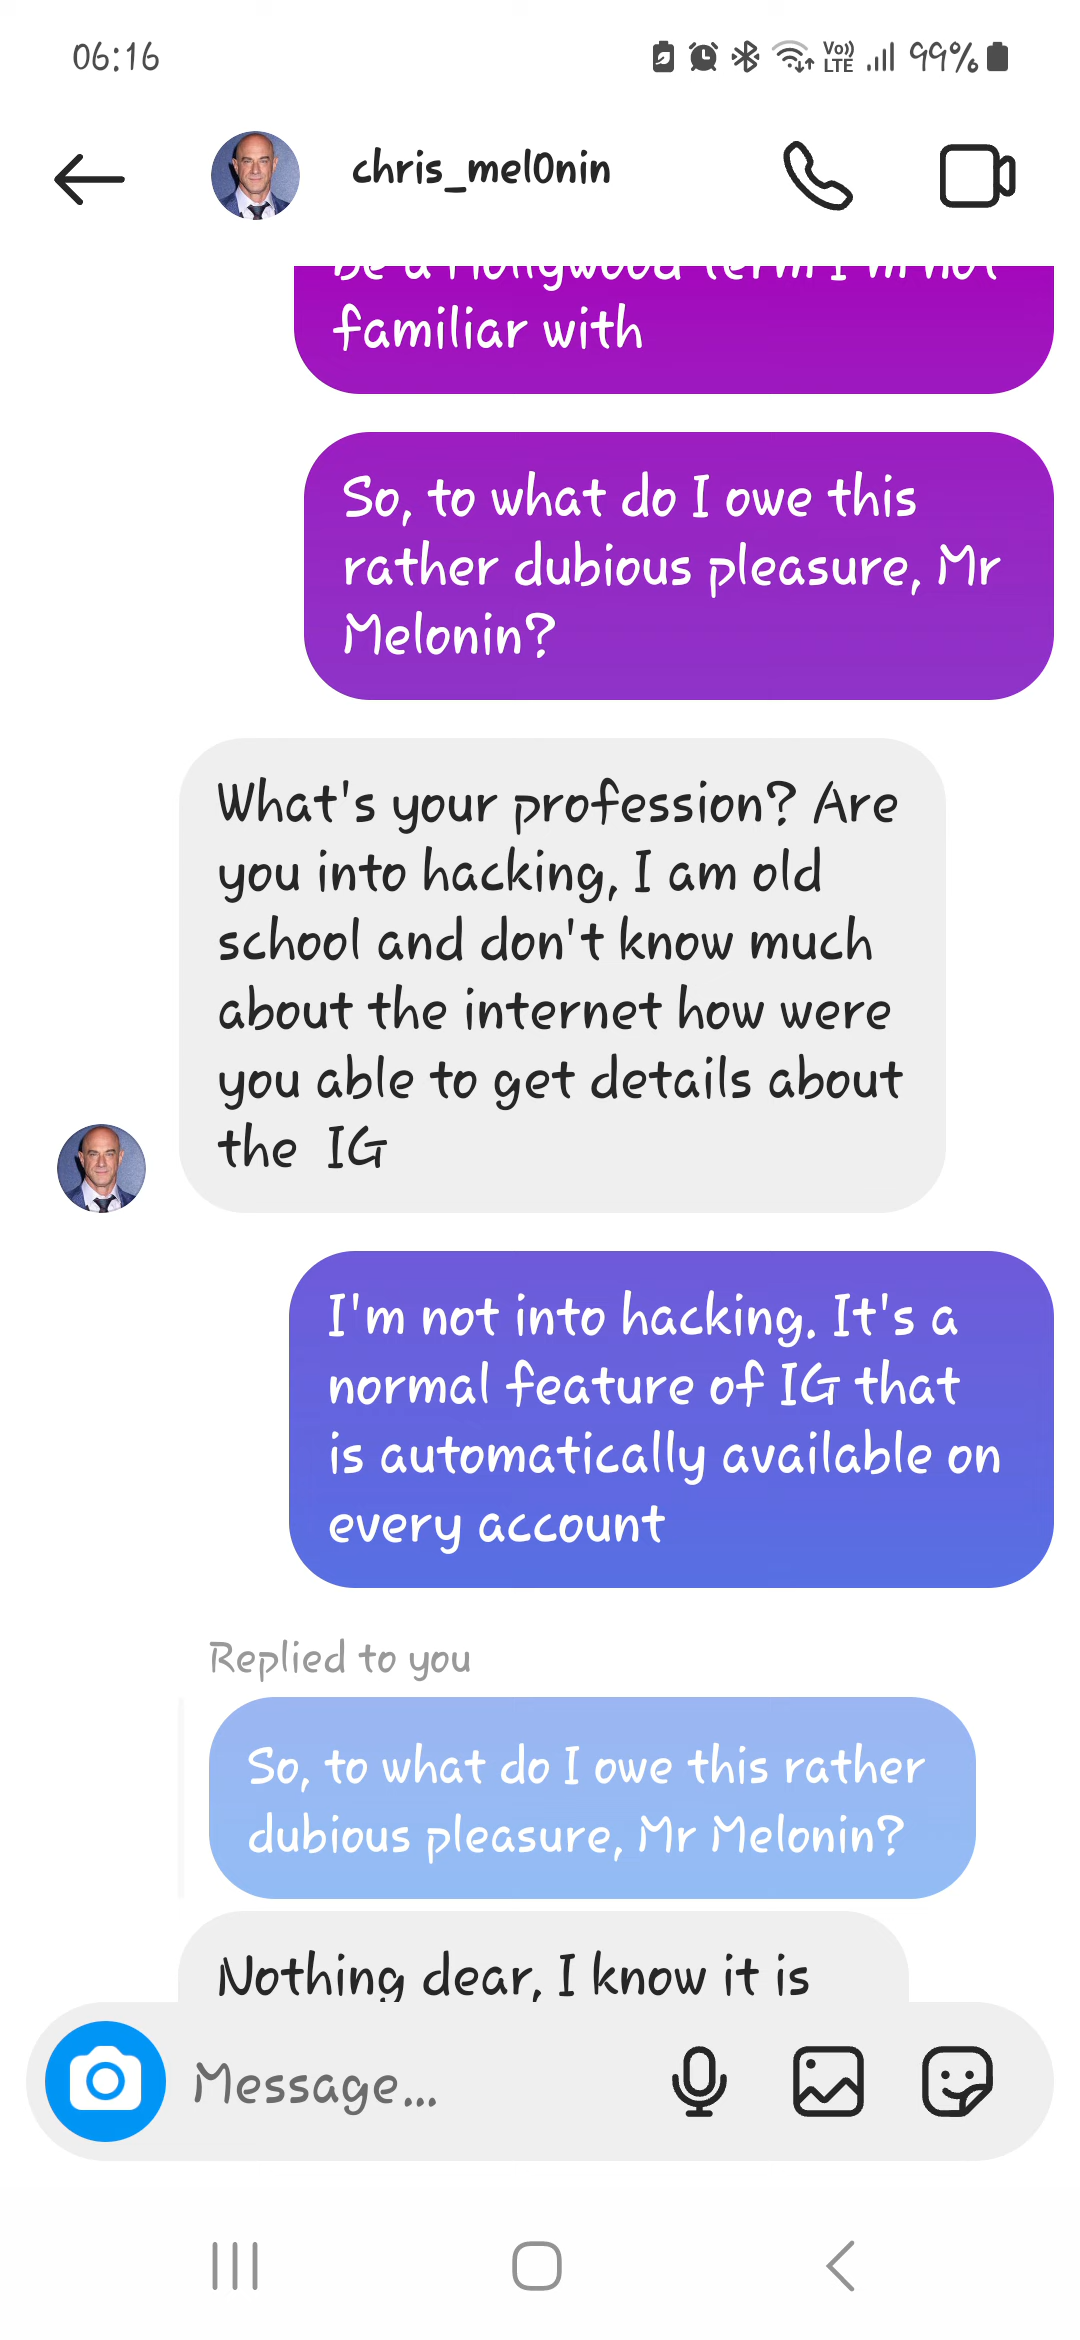 06:16
Vo))
LTE
99%
chris_mel0nin
be a Hollywood term I'm not
familiar with
So, to what do I owe this
rather dubious pleasure, Mr
Melonin?
What's your profession? Are
you into hacking, I am old
school and don't know much
about the internet how were
you able to get details about
the  IG
I'm not into hacking. It's a
normal feature of IG that
is automatically available on
every account
Replied to you
So, to what do I owe this rather
dubious pleasure, Mr Melonin?
Nothing dear, I know it is
Message...